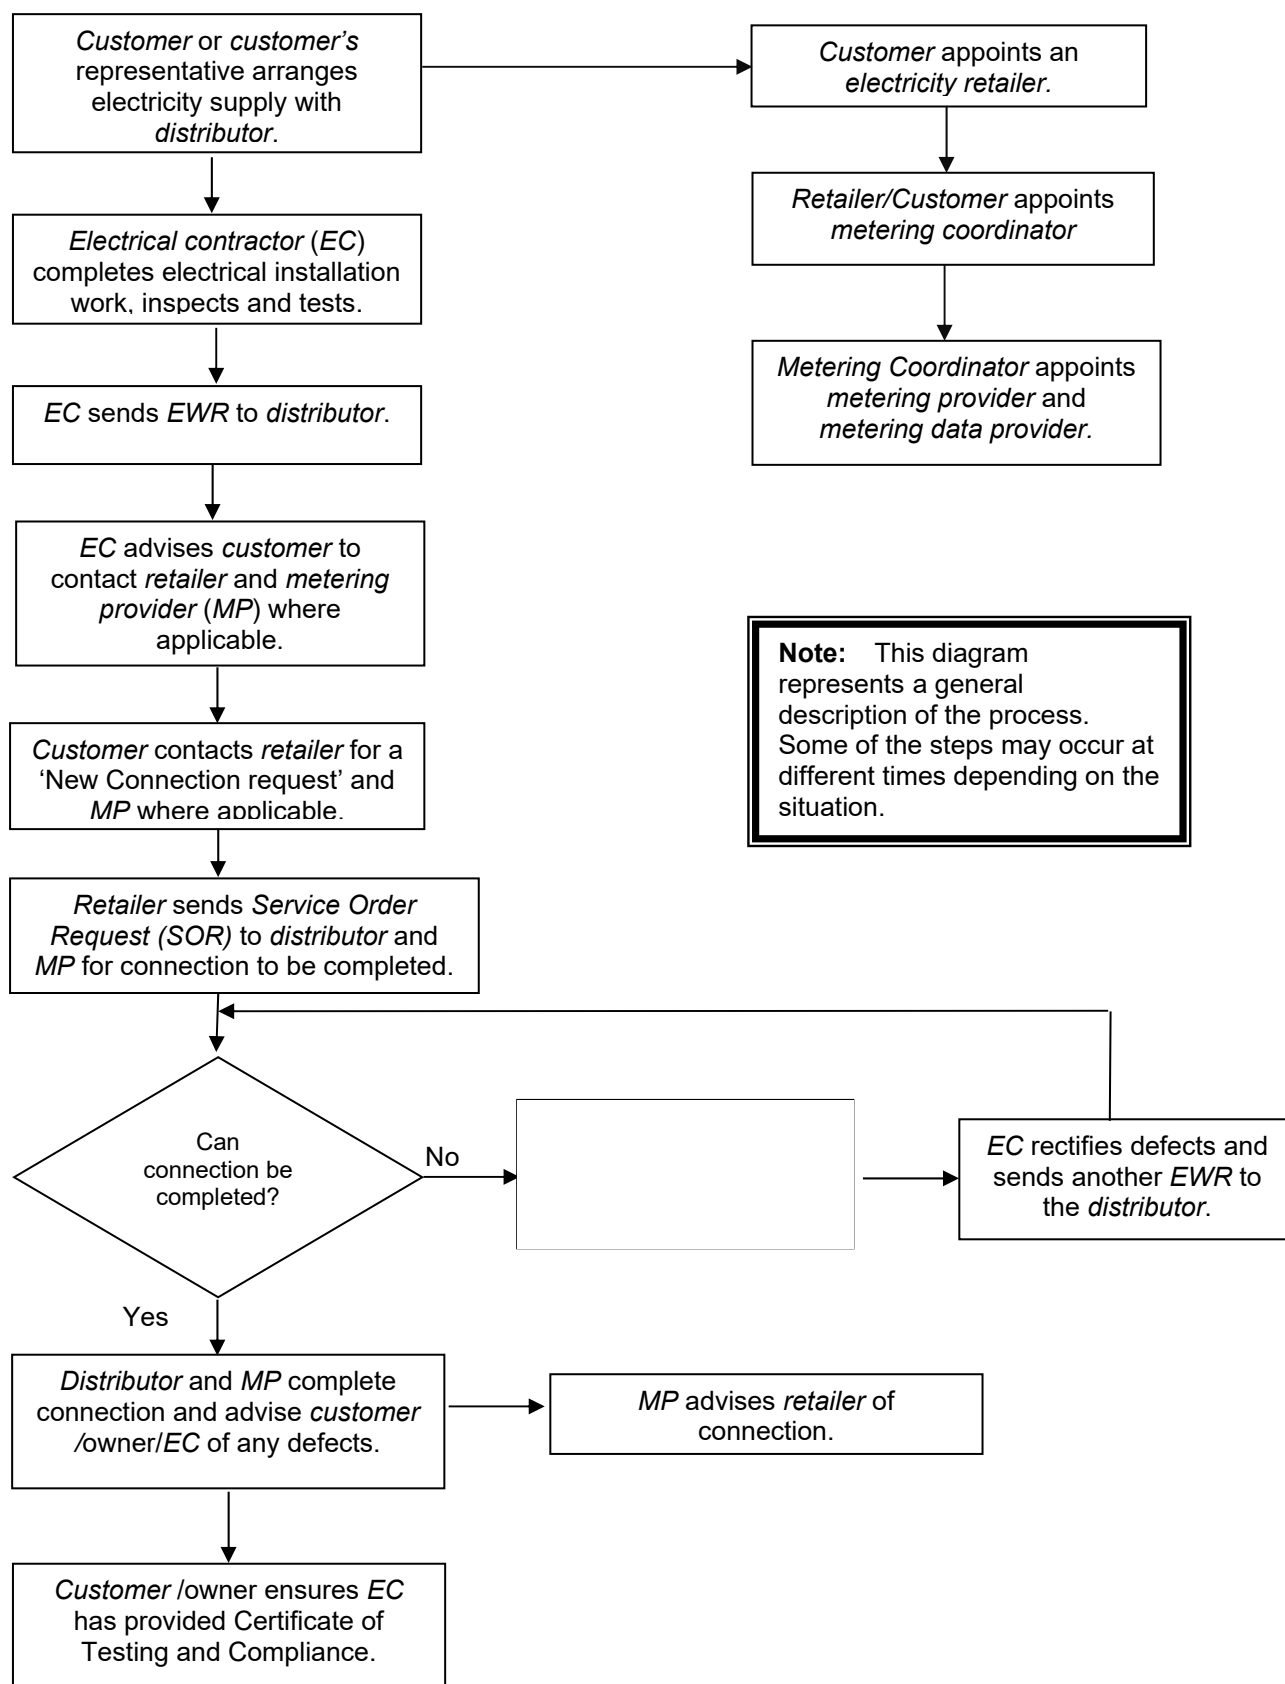 Customer or customer's
representative arranges
electricity supply with
distributor.
Customer appoints an
electricity retailer.
Retailer/Customer appoints
metering coordinator
Electrical contractor (EC)
completes electrical installation
work, inspects and tests.
Metering Coordinator appoints
metering provider and
metering data provider.
EC sends EWR to distributor.
EC advises customer to
contact retailer and metering
provider (MP) where
applicable.
Note: This diagram
represents a general
description of the process.
Some of the steps may occur at
different times depending on the
situation.
Customer contacts retailer for a
‘New Connection request’ and
MP where applicable.
Retailer sends Service Order
Request (SOR) to distributor and
MP for connection to be completed.
Can
connection be
completed?
No
EC rectifies defects and
sends another EWR to
the distributor.
Yes
Distributor and MP complete
connection and advise customer
/owner/EC of any defects.
MP advises retailer of
connection.
Customer /owner ensures EC
has provided Certificate of
Testing and Compliance.